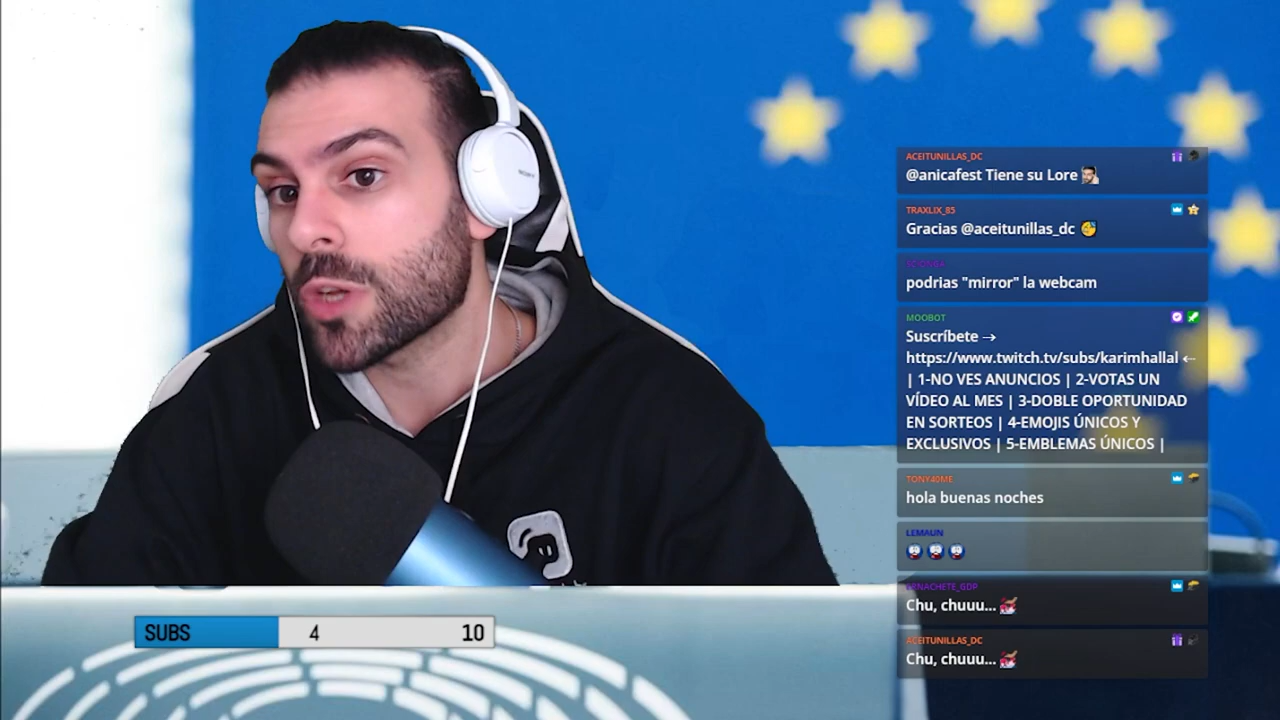 ACEITUNILLAS_DC
@anicafest Tiene su Lore
TRAXLIX_85
Gracias @aceitunillas_dc
podrias "mirror" la webcam
MOOBOT
Suscríbete →
https://www.twitch.tv/subs/karimhallal ←
| 1-NO VES ANUNCIOS | 2-VOTAS UN
VÍDEO AL MES | 3-DOBLE OPORTUNIDAD
EN SORTEOS | 4-EMOJIS ÚNICOS Y
EXCLUSIVOS | 5-EMBLEMAS ÚNICOS |
TONY40ME
hola buenas noches
LEMAUN
Chu, chuuu...
ACEITUNILLAS_DC
Chu, chuuu...
SUBS 4 10